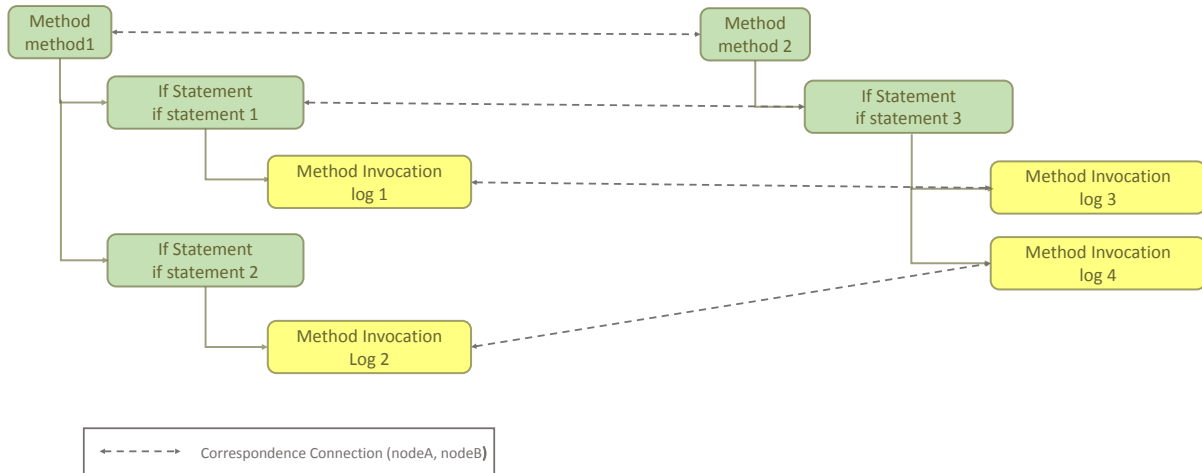 Method
method1
Method
method 2
If Statement
if statement 1
If Statement
if statement 3
Method Invocation
log 1
Method Invocation
log 3
If Statement
if statement 2
Method Invocation
log 4
Method Invocation
Log 2
Correspondence Connection (nodeA, nodeB)